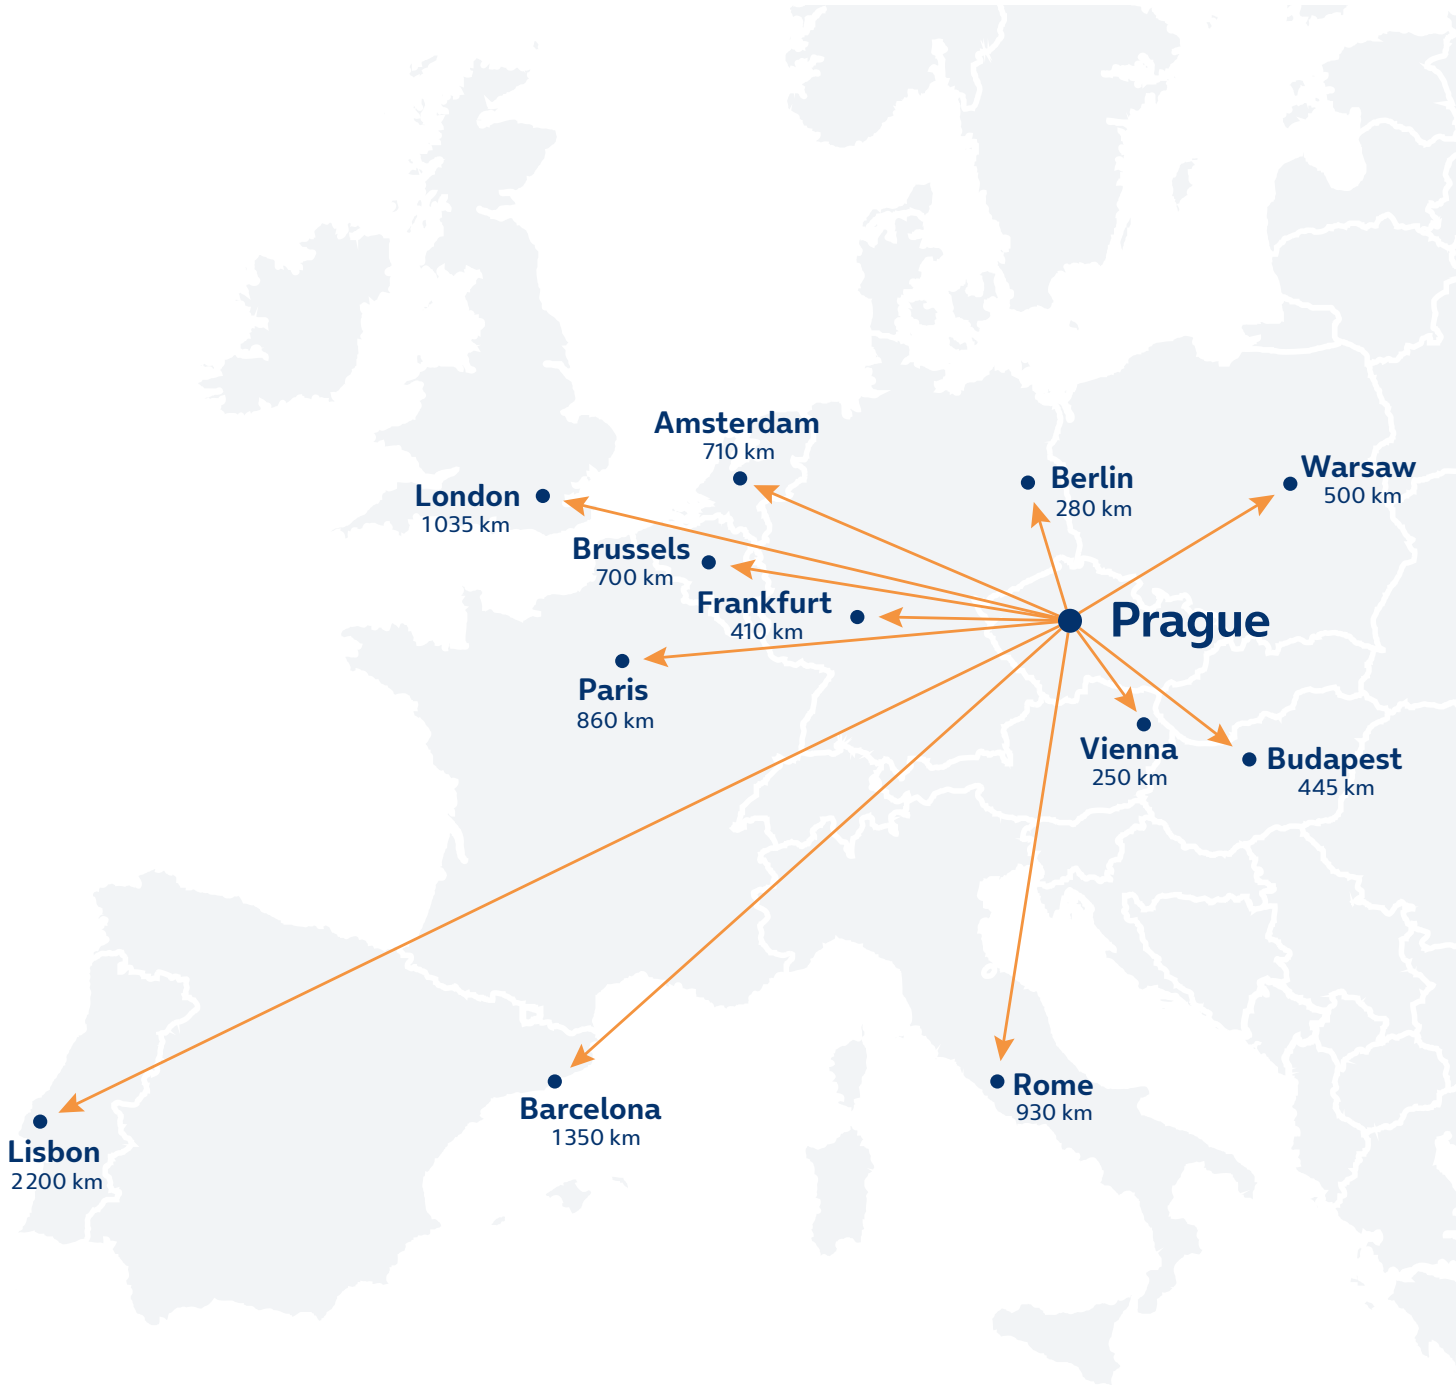 Amsterdam
710 km
London
1035 km
Berlin
280 km
Warsaw
500 km
Brussels
700 km
Frankfurt
410 km
Prague
Paris
860 km
Vienna
250 km
Budapest
445 km
Rome
930 km
Barcelona
1350 km
Lisbon
2200 km